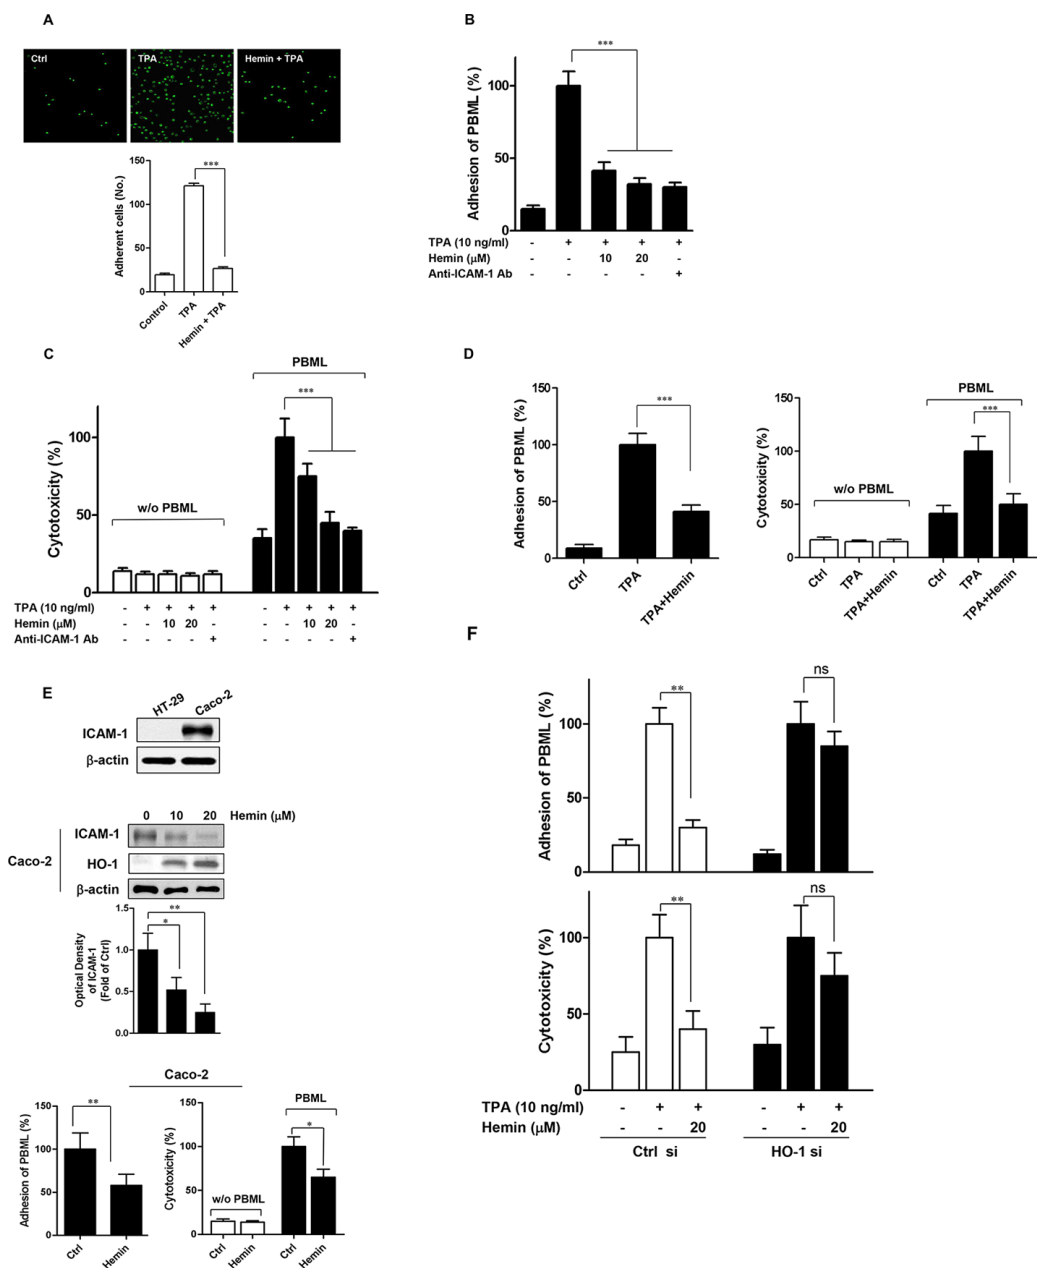 A
Ctrl
TPA
Hemin + TPA
Adherent cells (No.)
150
100
50
0
***
Control
TPA
Hemin + TPA
B
Adhesion of PBML (%)
100
50
0
***
TPA (10 ng/ml) - + + + +
Hemin (μM) - - 10 20 -
Anti-ICAM-1 Ab - - - - +
C
PBML
***
Cytotoxicity (%)
100
50
0
w/o PBML
TPA (10 ng/ml) - + + + + - + + + +
Hemin (μM) - - 10 20 - - - 10 20 -
Anti-ICAM-1 Ab - - - - + - - - - +
D
Adhesion of PBML (%)
150
100
50
0
***
Ctrl
TPA
TPA+Hemin
PBML
***
Cytotoxicity (%)
150
100
50
0
w/o PBML
Ctrl
TPA
TPA+Hemin
Ctrl
TPA
TPA+Hemin
E
HT-29 Caco-2
ICAM-1
β-actin
0 10 20 Hemin (μM)
Caco-2
ICAM-1
HO-1
β-actin
Optical Density
of ICAM-1
(Fold of Ctrl)
1.5
1.0
0.5
0.0
**
*
Caco-2
Adhesion of PBML (%)
150
100
50
0
**
Ctrl
Hemin
Cytotoxicity (%)
150
100
50
0
PBML
*
w/o PBML
Ctrl
Hemin
Ctrl
Hemin
F
Adhesion of PBML (%)
100
50
0
**
ns
Cytotoxicity (%)
100
50
0
**
ns
TPA (10 ng/ml) - + + - + +
Hemin (μM) - - 20 - - 20
Ctrl si HO-1 si